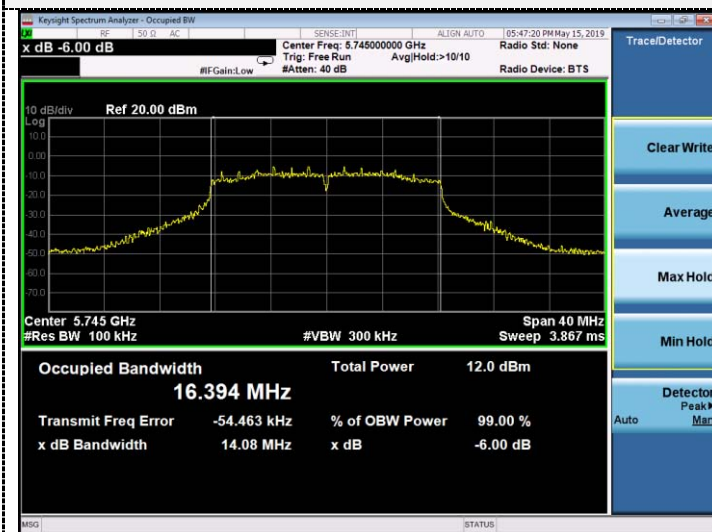 Keysight Spectrum Analyzer - Occupied BW
RF 50 Ω AC SENSE:INT ALIGN AUTO 05:47:20 PM May 15, 2019
x dB -6.00 dB
Center Freq: 5.745000000 GHz Radio Std: None
Trig: Free Run Avg|Hold:>10/10
#IFGain:Low #Atten: 40 dB Radio Device: BTS
Trace/Detector
10 dB/div Ref 20.00 dBm
Log
10.0
0.00
-10.0
-20.0
-30.0
-40.0
-50.0
-60.0
-70.0
Center 5.745 GHz Span 40 MHz
#Res BW 100 kHz #VBW 300 kHz Sweep 3.867 ms
Occupied Bandwidth Total Power 12.0 dBm
16.394 MHz
Transmit Freq Error -54.463 kHz % of OBW Power 99.00 %
x dB Bandwidth 14.08 MHz x dB -6.00 dB
Clear Write
Average
Max Hold
Min Hold
Detector
Peak
Auto Man
MSG STATUS